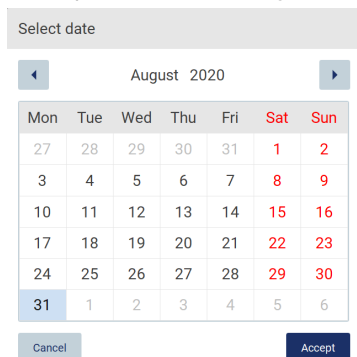 Select date
August 2020
Mon Tue Wed Thu Fri Sat Sun
27 28 29 30 31 1 2
3 4 5 6 7 8 9
10 11 12 13 14 15 16
17 18 19 20 21 22 23
24 25 26 27 28 29 30
31 1 2 3 4 5 6
Cancel Accept